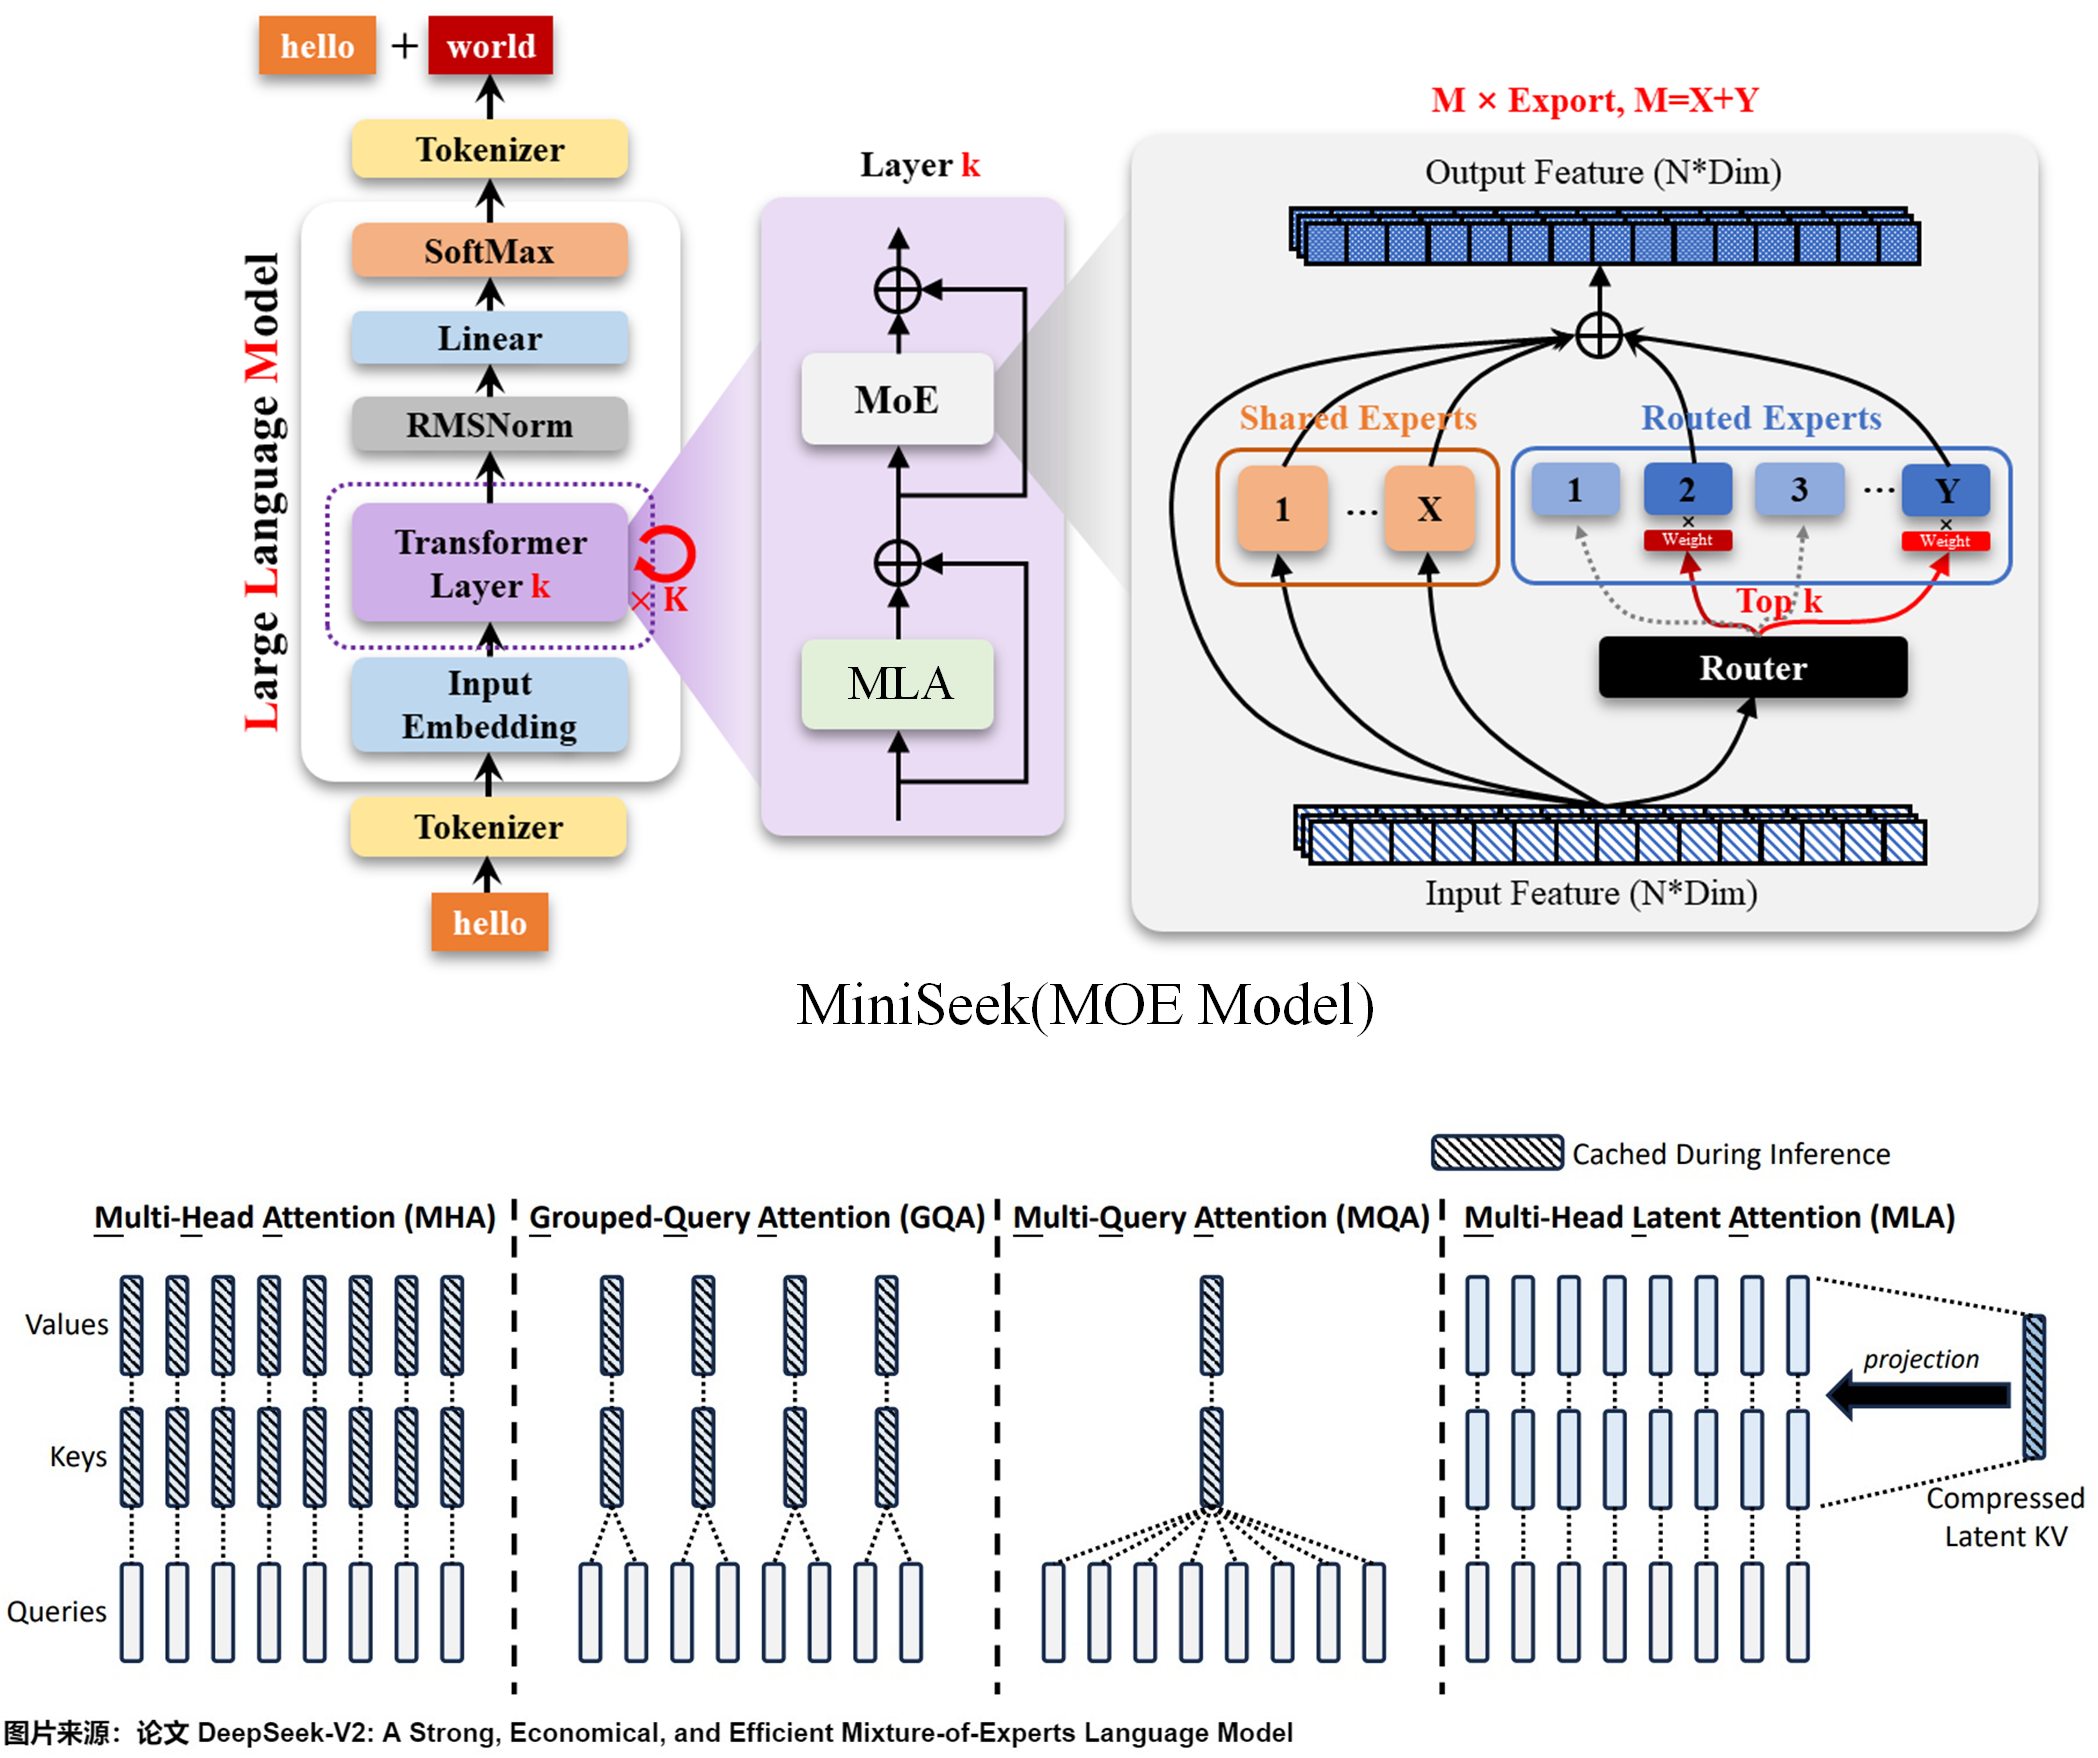 hello + world
Tokenizer
SoftMax
Linear
RMSNorm
Transformer
Layer k
× K
Input
Embedding
Tokenizer
hello
Large Language Model
Layer k
MoE
MLA
M × Export, M=X+Y
Output Feature (N*Dim)
Shared Experts
1 ... X
Routed Experts
1 2 3 ... Y
× ×
Weight Weight
Top k
Router
Input Feature (N*Dim)
MiniSeek(MOE Model)
Cached During Inference
Multi-Head Attention (MHA)
Grouped-Query Attention (GQA)
Multi-Query Attention (MQA)
Multi-Head Latent Attention (MLA)
Values
Keys
Queries
projection
Compressed
Latent KV
图片来源：论文 DeepSeek-V2: A Strong, Economical, and Efficient Mixture-of-Experts Language Model